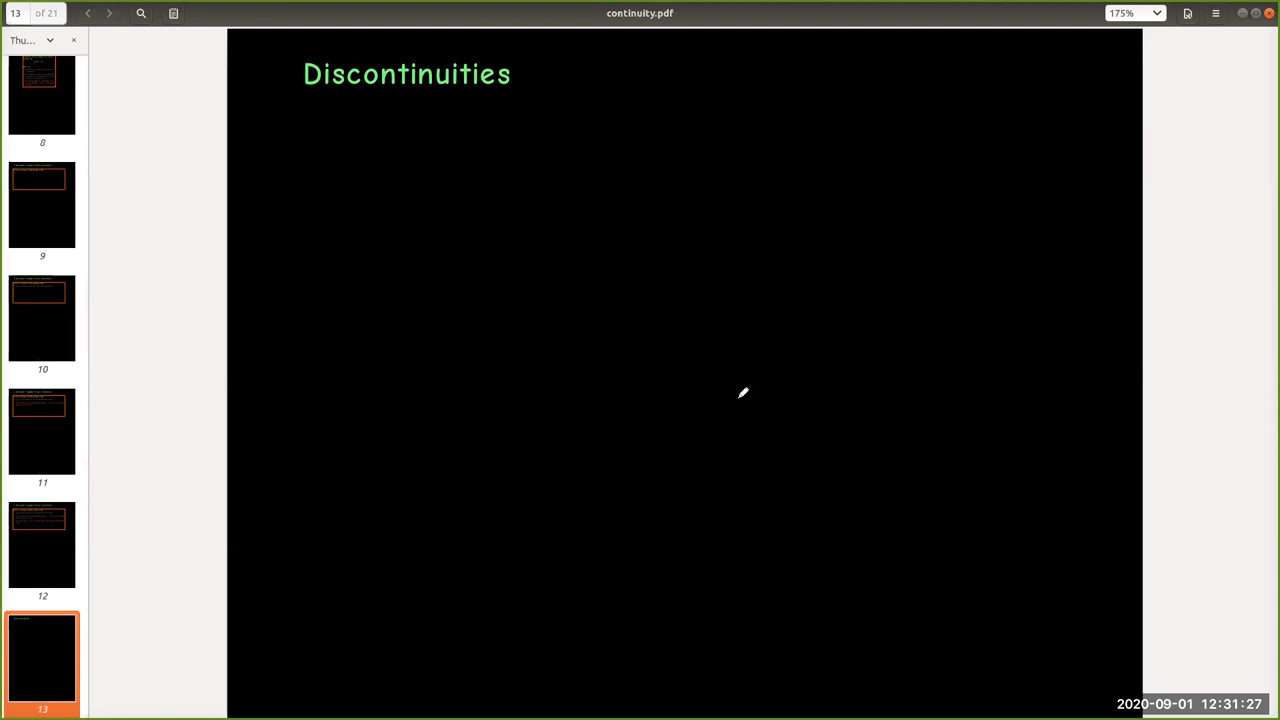 13 of 21
continuity.pdf
175%
Thu...
Discontinuities
8
9
10
11
12
13
2020-09-01 12:31:27